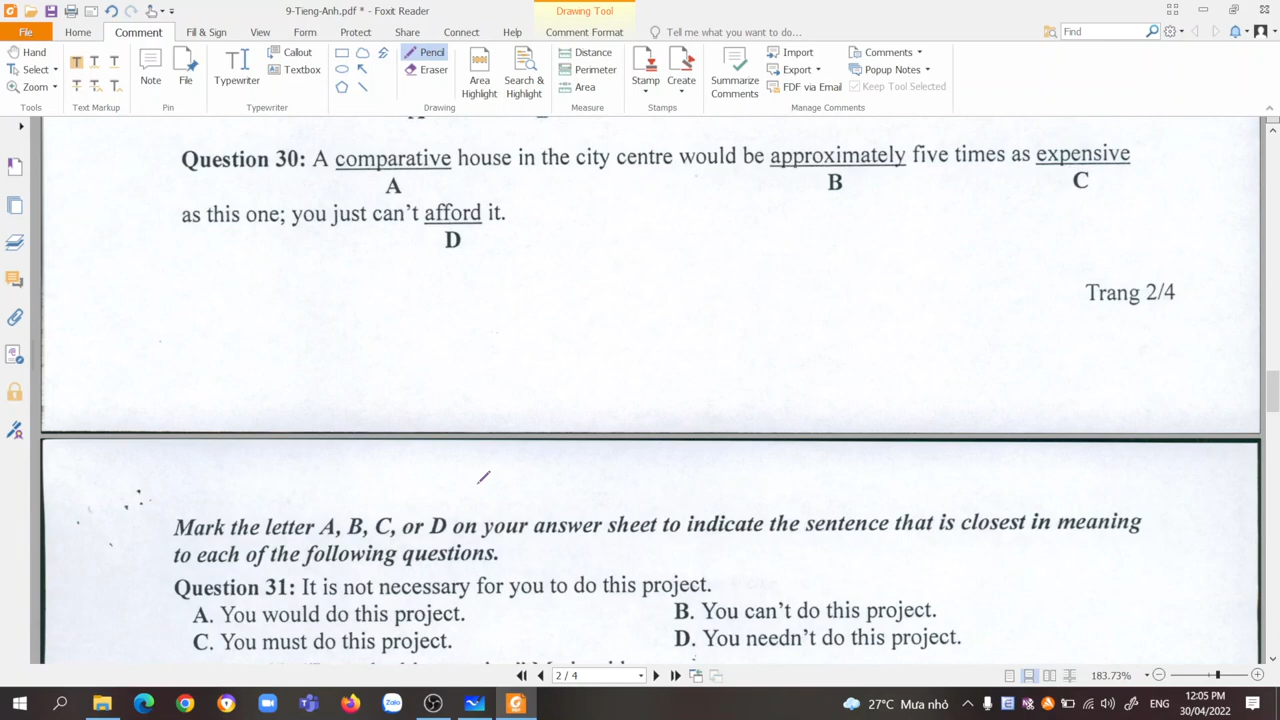 9-Tieng-Anh.pdf * - Foxit Reader
Drawing Tool
File Home Comment Fill & Sign View Form Protect Share Connect Help Comment Format Tell me what you want to do... Find
Hand
Select
Zoom
Tools
Text Markup
Note
File
Pin
Typewriter
Callout
Textbox
Typewriter
Pencil
Eraser
Drawing
Area Highlight
Search & Highlight
Distance
Perimeter
Area
Measure
Stamp
Create
Stamps
Summarize Comments
Import
Export
FDF via Email
Comments
Popup Notes
Keep Tool Selected
Manage Comments
Question 30: A comparative house in the city centre would be approximately five times as expensive
A B C
as this one; you just can't afford it.
D
Trang 2/4
Mark the letter A, B, C, or D on your answer sheet to indicate the sentence that is closest in meaning
to each of the following questions.
Question 31: It is not necessary for you to do this project.
A. You would do this project. B. You can't do this project.
C. You must do this project. D. You needn't do this project.
2 / 4
183.73%
Zalo
27°C Mưa nhỏ
ENG
12:05 PM
30/04/2022